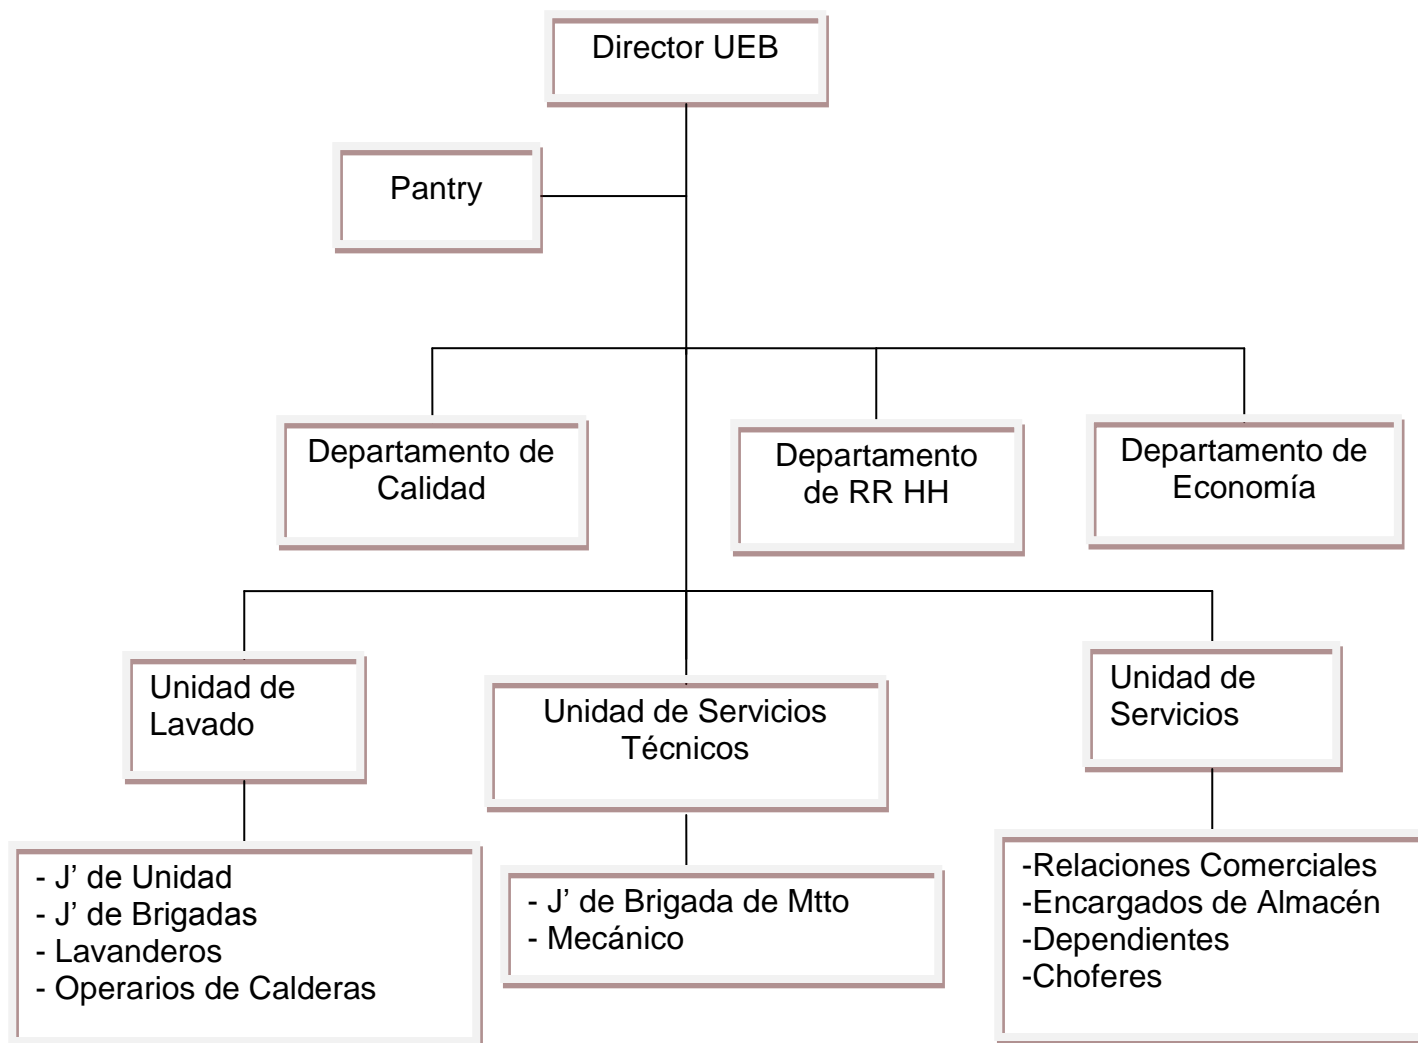 Director UEB
Pantry
Departamento de
Calidad
Departamento
de RR HH
Departamento de
Economía
Unidad de
Lavado
Unidad de Servicios
Técnicos
Unidad de
Servicios
- J’ de Unidad
- J’ de Brigadas
- Lavanderos
- Operarios de Calderas
- J’ de Brigada de Mtto
- Mecánico
-Relaciones Comerciales
-Encargados de Almacén
-Dependientes
-Choferes